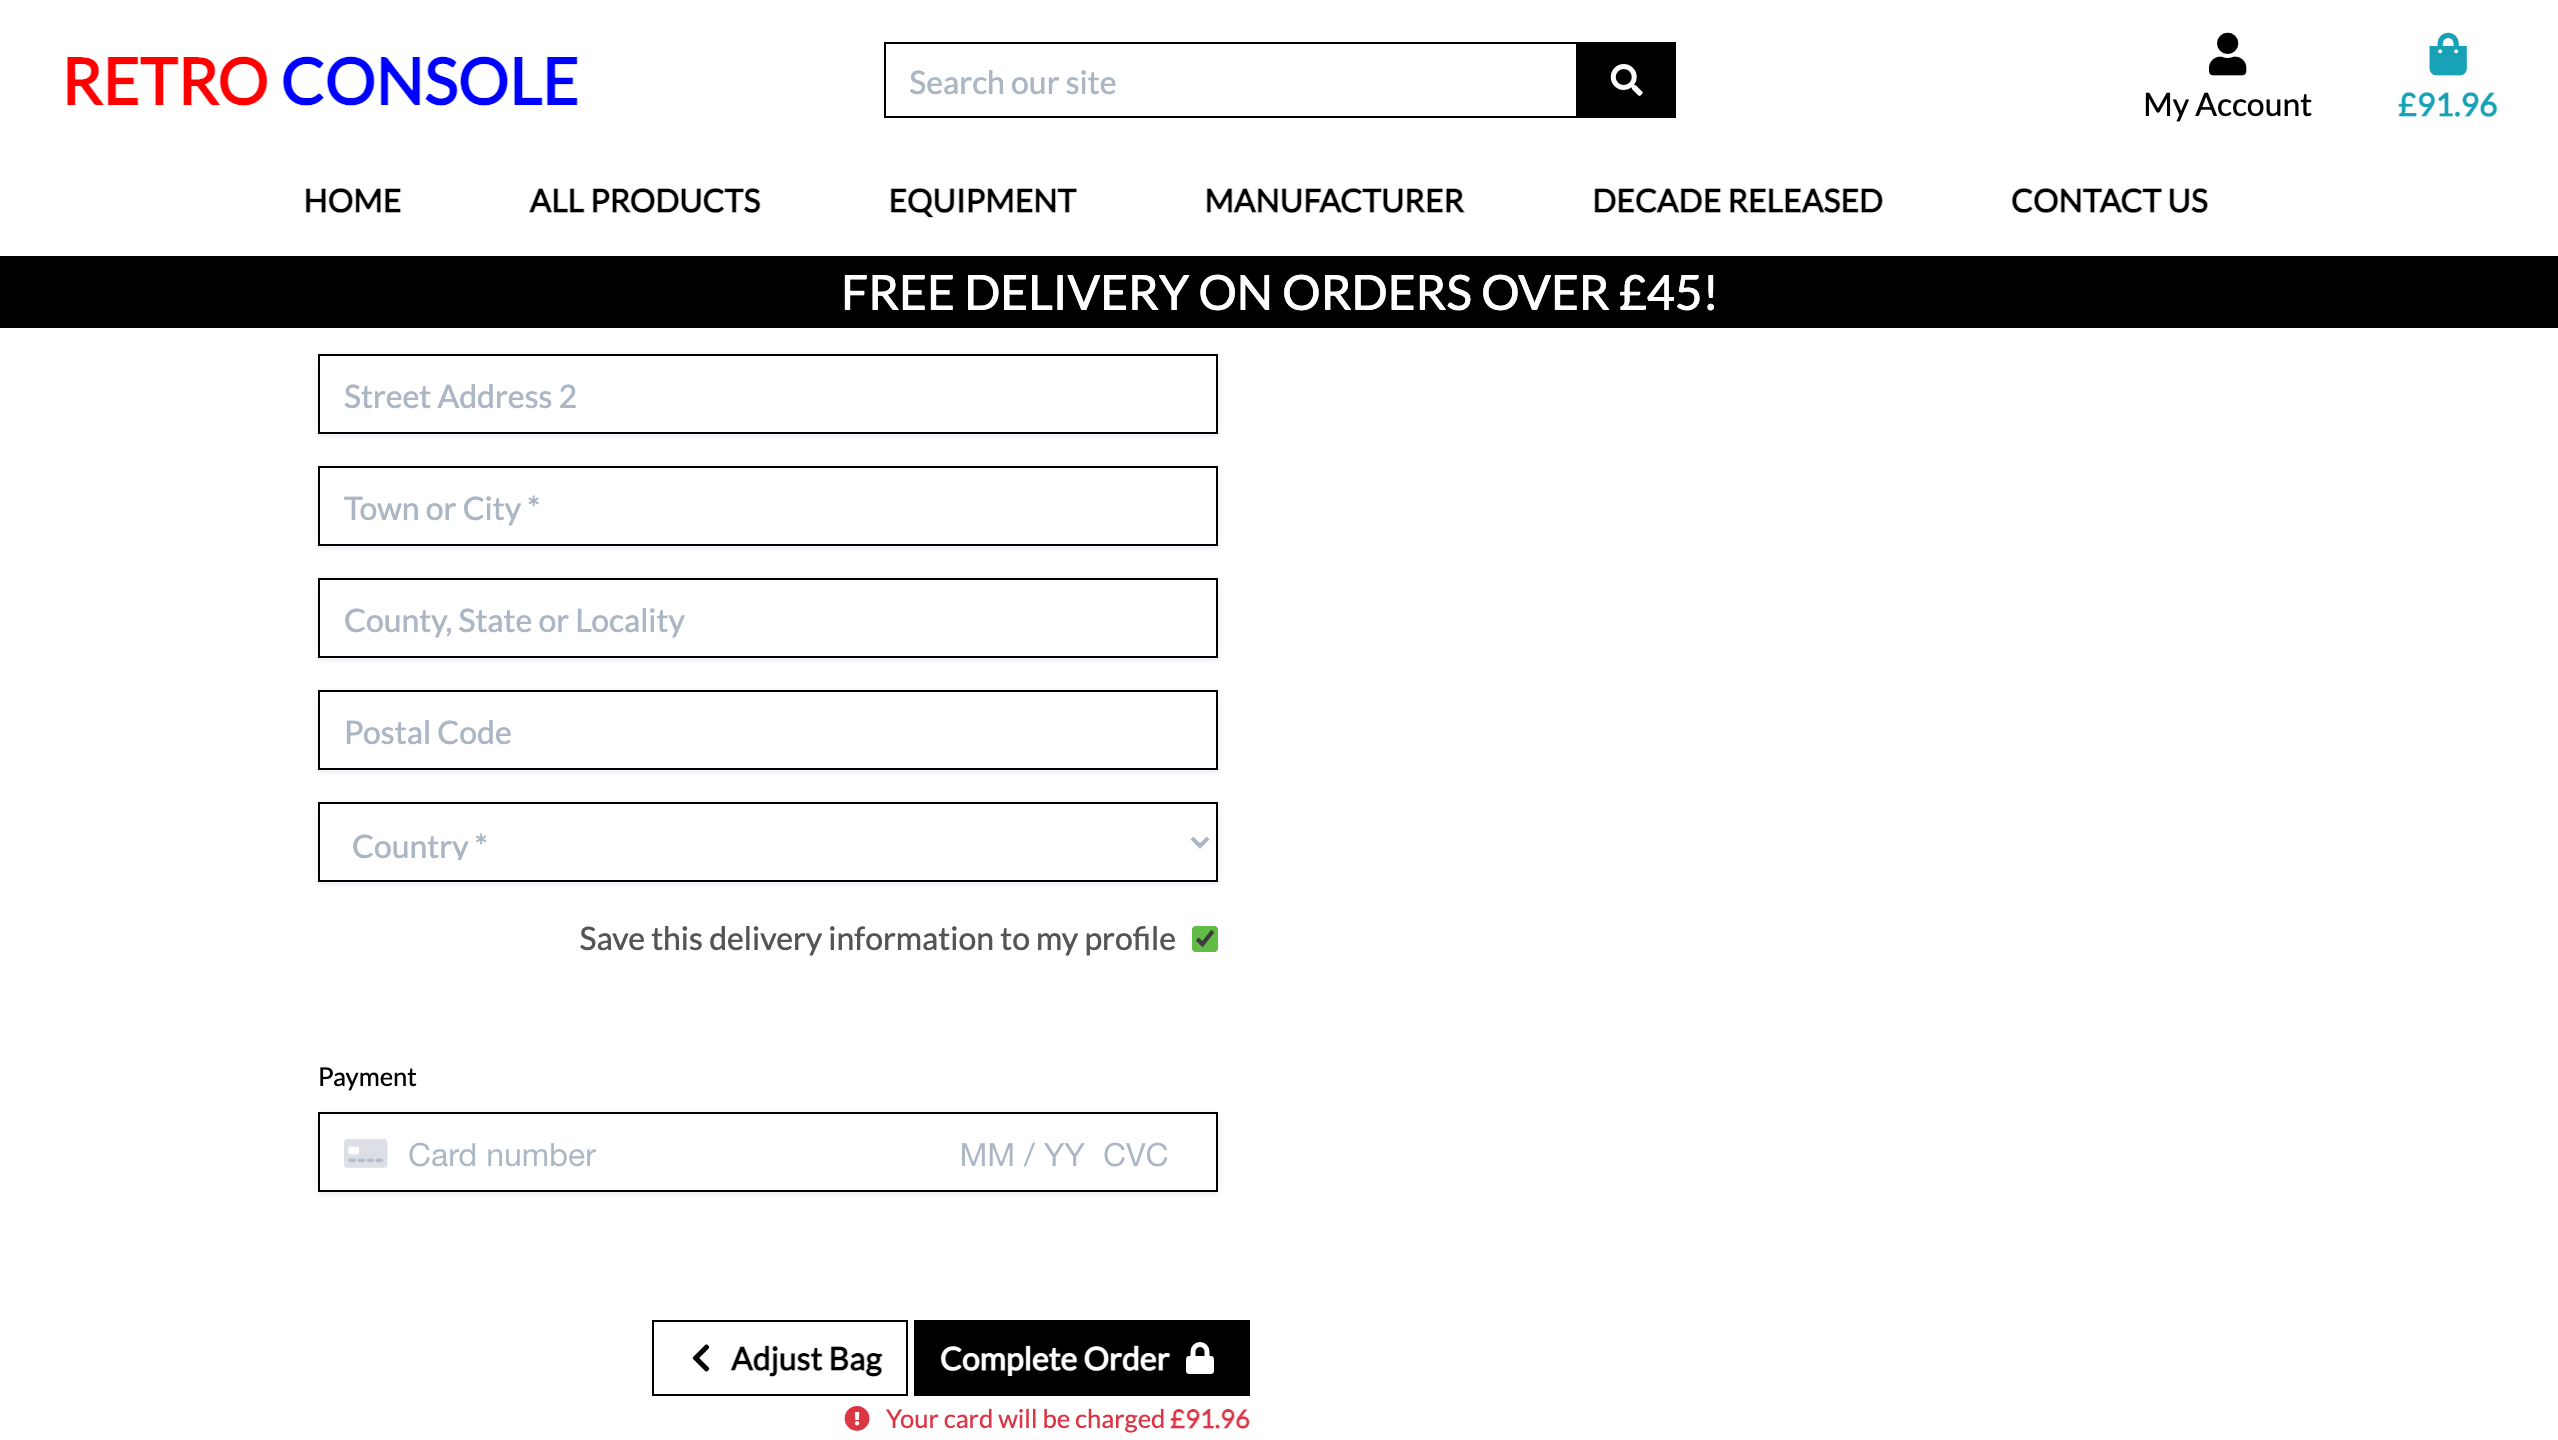 RETRO CONSOLE
Search our site
My Account
£91.96
HOME ALL PRODUCTS EQUIPMENT MANUFACTURER DECADE RELEASED CONTACT US
FREE DELIVERY ON ORDERS OVER £45!
Street Address 2
Town or City *
County, State or Locality
Postal Code
Country *
Save this delivery information to my profile
Payment
Card number MM / YY CVC
Adjust Bag Complete Order
Your card will be charged £91.96